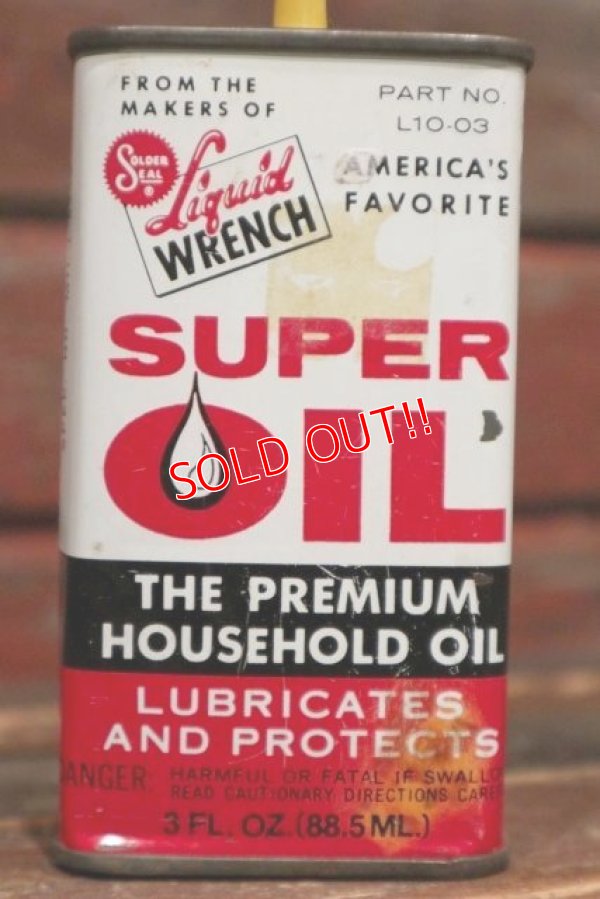 FROM THE
MAKERS OF
PART NO.
L10-03
SOLDER
SEAL
®
Liquid
WRENCH
AMERICA'S
FAVORITE
SUPER
OIL
SOLD OUT!!
THE PREMIUM
HOUSEHOLD OIL
LUBRICATES
AND PROTECTS
HARMFUL OR FATAL IF
READ CAUTIONARY DIRECTIONS
3 FL. OZ. (88.5 ML.)